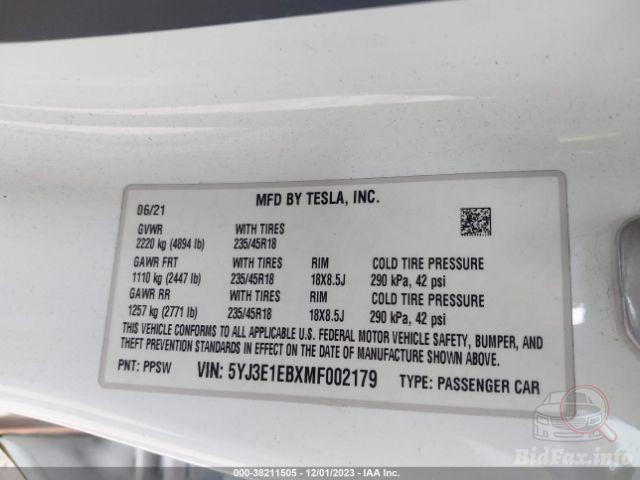 MFD BY TESLA, INC.
06/21
GVWR WITH TIRES
2220 kg (4894 lb) 235/45R18
GAWR FRT WITH TIRES RIM COLD TIRE PRESSURE
1110 kg (2447 lb) 235/45R18 18X8.5J 290 kPa, 42 psi
GAWR RR WITH TIRES RIM COLD TIRE PRESSURE
1257 kg (2771 lb) 235/45R18 18X8.5J 290 kPa, 42 psi
THIS VEHICLE CONFORMS TO ALL APPLICABLE U.S. FEDERAL MOTOR VEHICLE SAFETY, BUMPER, AND
THEFT PREVENTION STANDARDS IN EFFECT ON THE DATE OF MANUFACTURE SHOWN ABOVE.
PNT: PPSW VIN: 5YJ3E1EBXMF002179 TYPE: PASSENGER CAR
BidFax.info
000-38211505 - 12/01/2023 - IAA Inc.